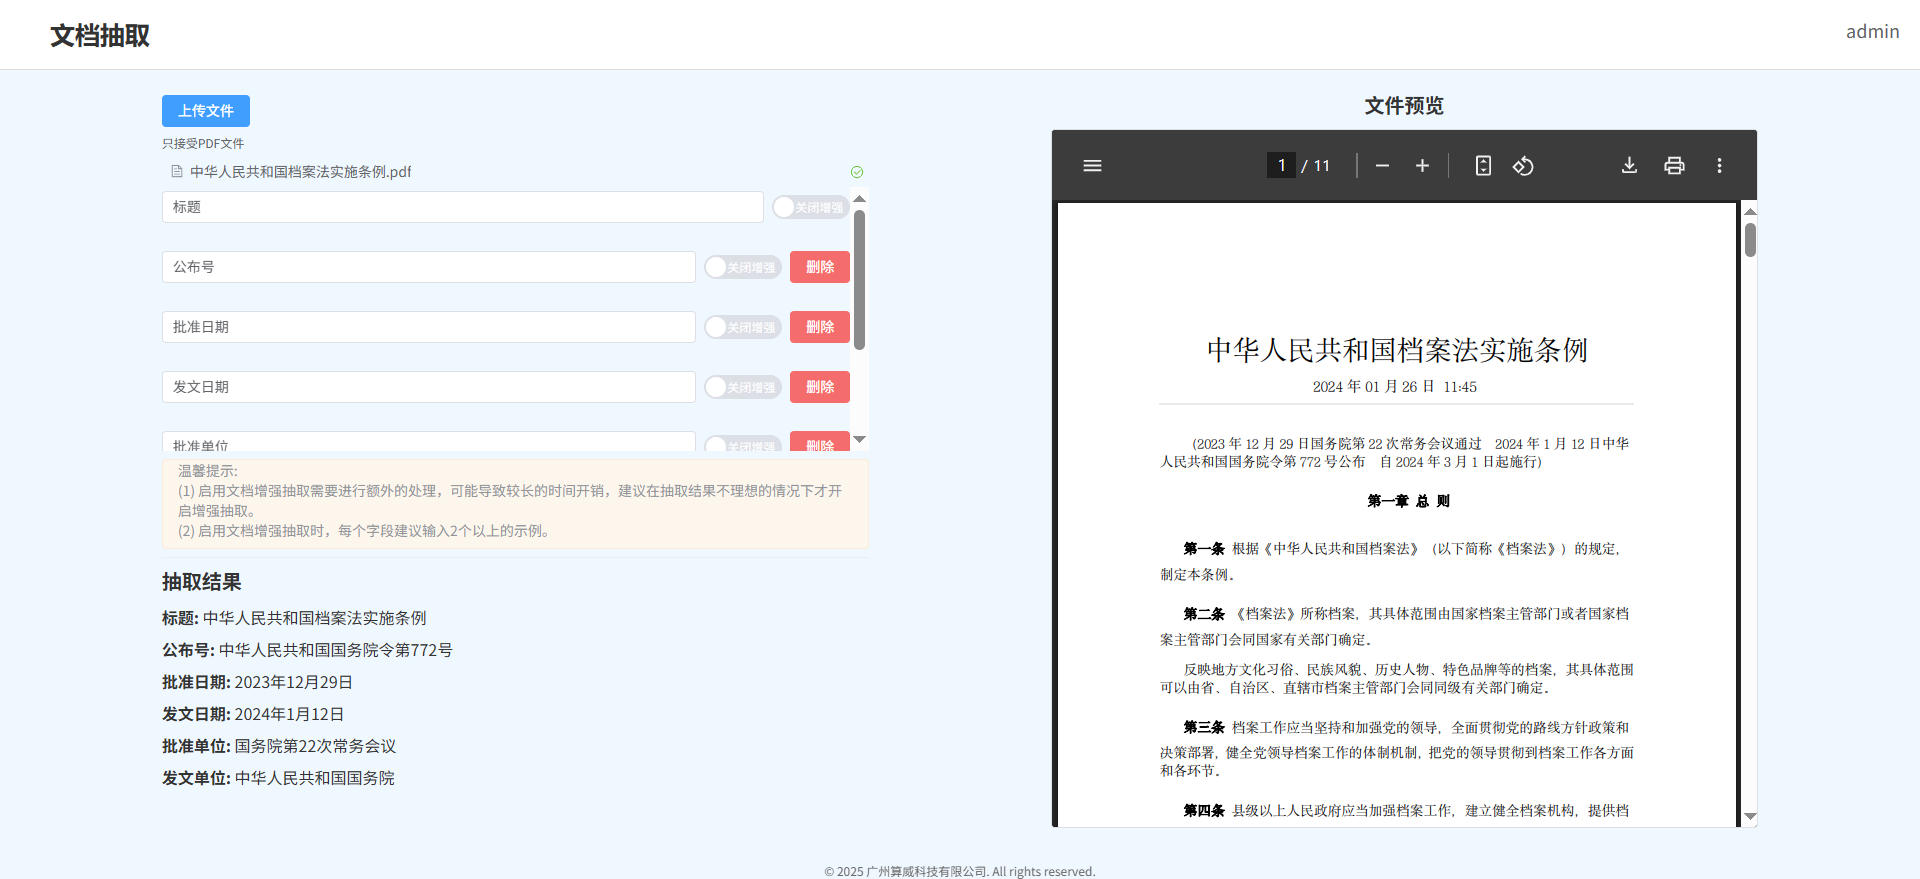 文档抽取
admin
上传文件
只接受PDF文件
中华人民共和国档案法实施条例.pdf
标题
关闭增强
公布号
关闭增强
删除
批准日期
关闭增强
删除
发文日期
关闭增强
删除
批准单位
关闭增强
删除
温馨提示:
(1) 启用文档增强抽取需要进行额外的处理，可能导致较长的时间开销，建议在抽取结果不理想的情况下才开
启增强抽取。
(2) 启用文档增强抽取时，每个字段建议输入2个以上的示例。
抽取结果
标题: 中华人民共和国档案法实施条例
公布号: 中华人民共和国国务院令第772号
批准日期: 2023年12月29日
发文日期: 2024年1月12日
批准单位: 国务院第22次常务会议
发文单位: 中华人民共和国国务院
文件预览
1 / 11
中华人民共和国档案法实施条例
2024 年 01 月 26 日 11:45
(2023 年 12 月 29 日国务院第 22 次常务会议通过 2024 年 1 月 12 日中华
人民共和国国务院令第 772 号公布 自 2024 年 3 月 1 日起施行)
第一章 总 则
第一条 根据《中华人民共和国档案法》（以下简称《档案法》）的规定，
制定本条例。
第二条 《档案法》所称档案，其具体范围由国家档案主管部门或者国家档
案主管部门会同国家有关部门确定。
反映地方文化习俗、民族风貌、历史人物、特色品牌等的档案，其具体范围
可以由省、自治区、直辖市档案主管部门会同同级有关部门确定。
第三条 档案工作应当坚持和加强党的领导，全面贯彻党的路线方针政策和
决策部署，健全党领导档案工作的体制机制，把党的领导贯彻到档案工作各方面
和各环节。
第四条 县级以上人民政府应当加强档案工作，建立健全档案机构，提供档
© 2025 广州算威科技有限公司. All rights reserved.